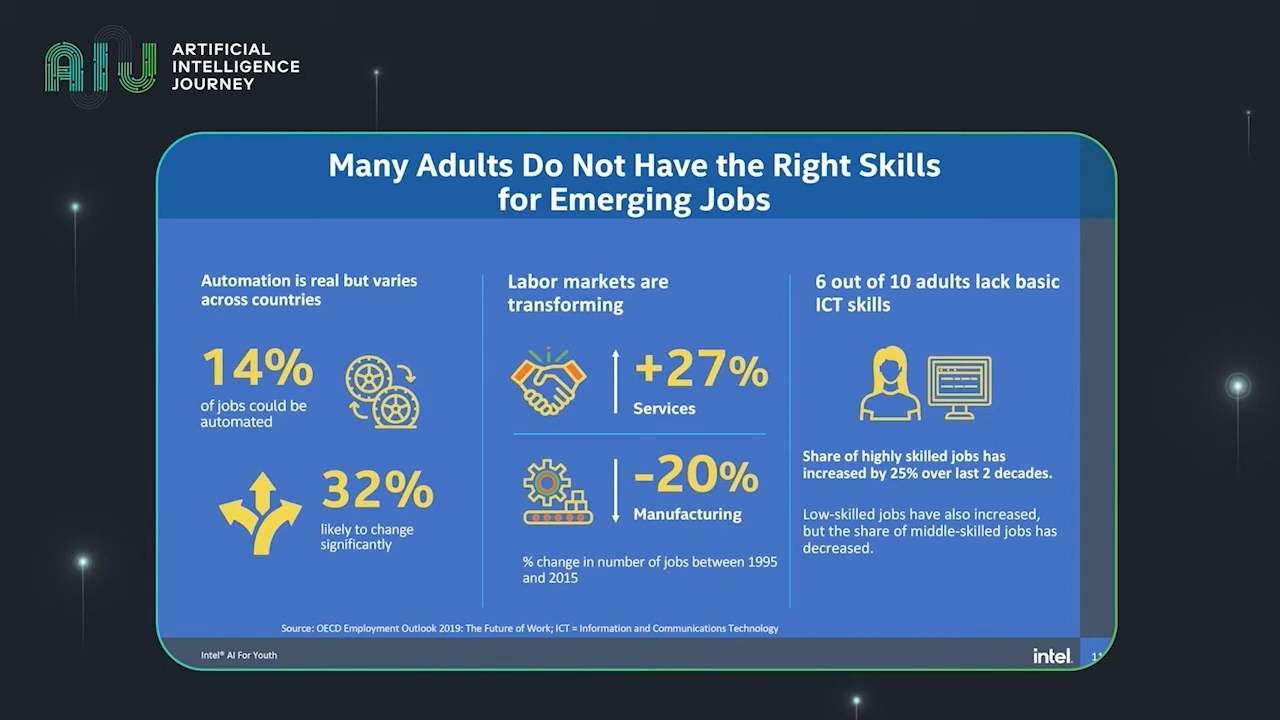 ARTIFICIAL
INTELLIGENCE
JOURNEY
Many Adults Do Not Have the Right Skills
for Emerging Jobs
Automation is real but varies
across countries
14%
of jobs could be
automated
32%
likely to change
significantly
Labor markets are
transforming
+27%
Services
-20%
Manufacturing
% change in number of jobs between 1995
and 2015
6 out of 10 adults lack basic
ICT skills
Share of highly skilled jobs has
increased by 25% over last 2 decades.
Low-skilled jobs have also increased,
but the share of middle-skilled jobs has
decreased.
Source: OECD Employment Outlook 2019: The Future of Work; ICT = Information and Communications Technology
Intel® AI For Youth
intel.
11